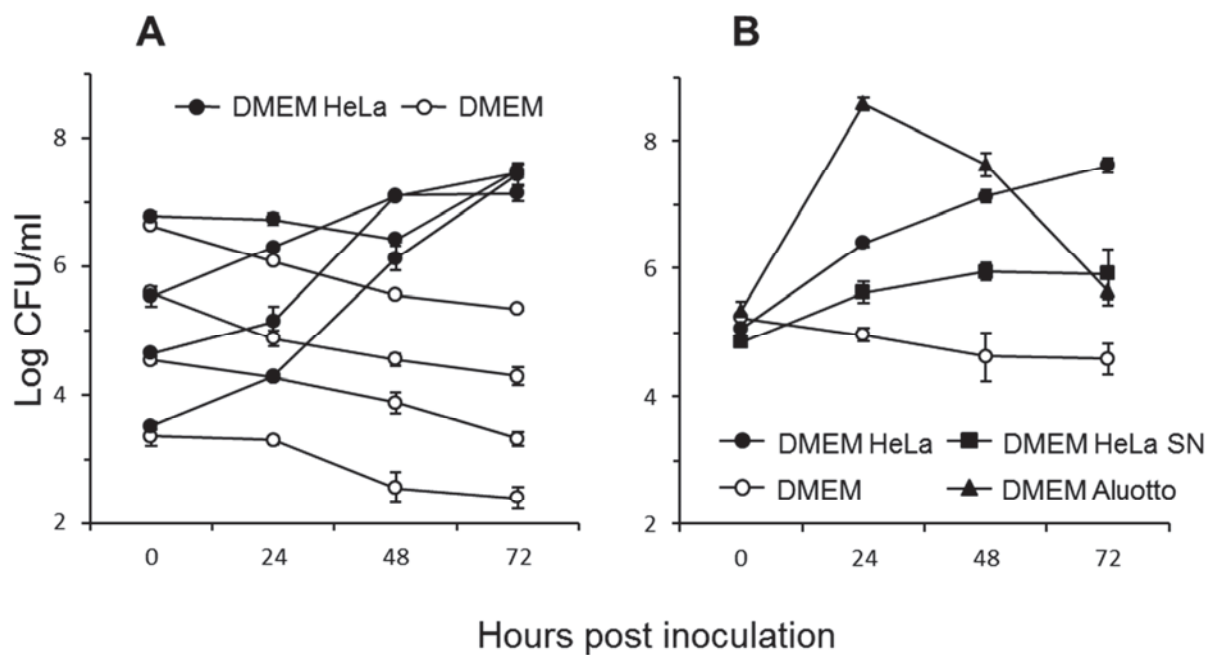 A
B
DMEM HeLa DMEM
Log CFU/ml
8
6
4
2
0 24 48 72
8
6
4
2
DMEM HeLa DMEM HeLa SN
DMEM DMEM Aluotto
0 24 48 72
Hours post inoculation